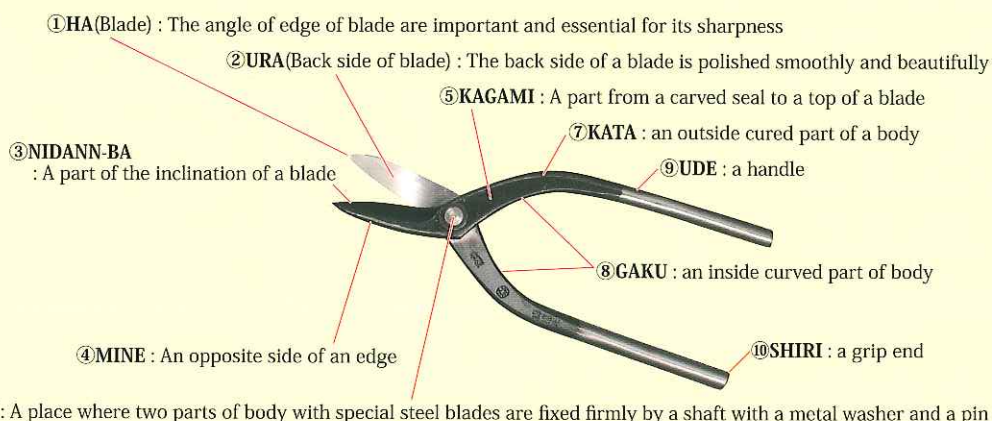 ①HA(Blade) : The angle of edge of blade are important and essential for its sharpness
②URA(Back side of blade) : The back side of a blade is polished smoothly and beautifully
⑤KAGAMI : A part from a carved seal to a top of a blade
⑦KATA : an outside cured part of a body
③NIDANN-BA
: A part of the inclination of a blade
⑨UDE : a handle
⑧GAKU : an inside curved part of body
④MINE : An opposite side of an edge
⑩SHIRI : a grip end
: A place where two parts of body with special steel blades are fixed firmly by a shaft with a metal washer and a pin